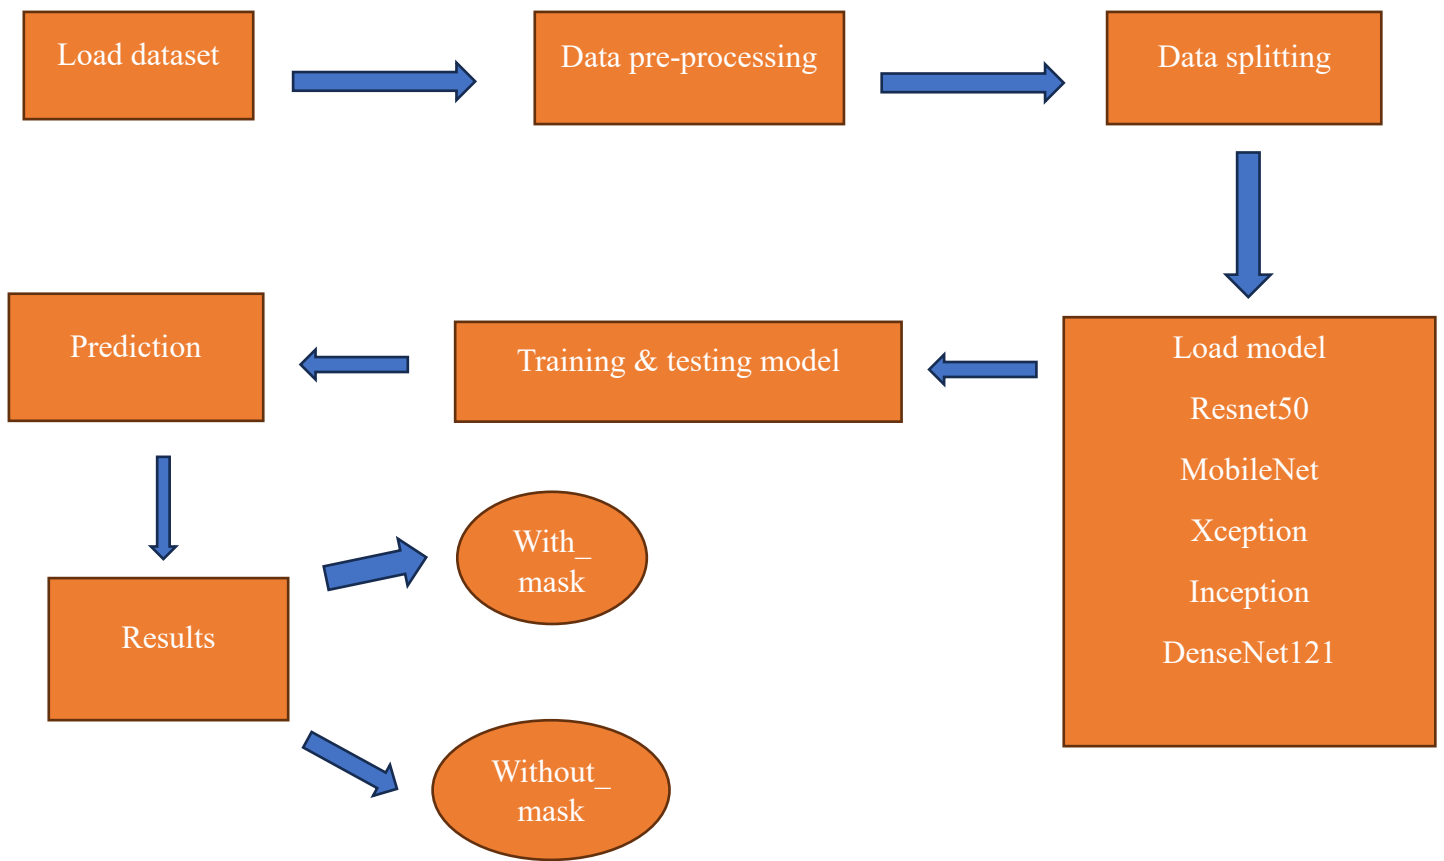 Load dataset
Data pre-processing
Data splitting
Load model
Resnet50
MobileNet
Xception
Inception
DenseNet121
Training & testing model
Prediction
Results
With_
mask
Without_
mask